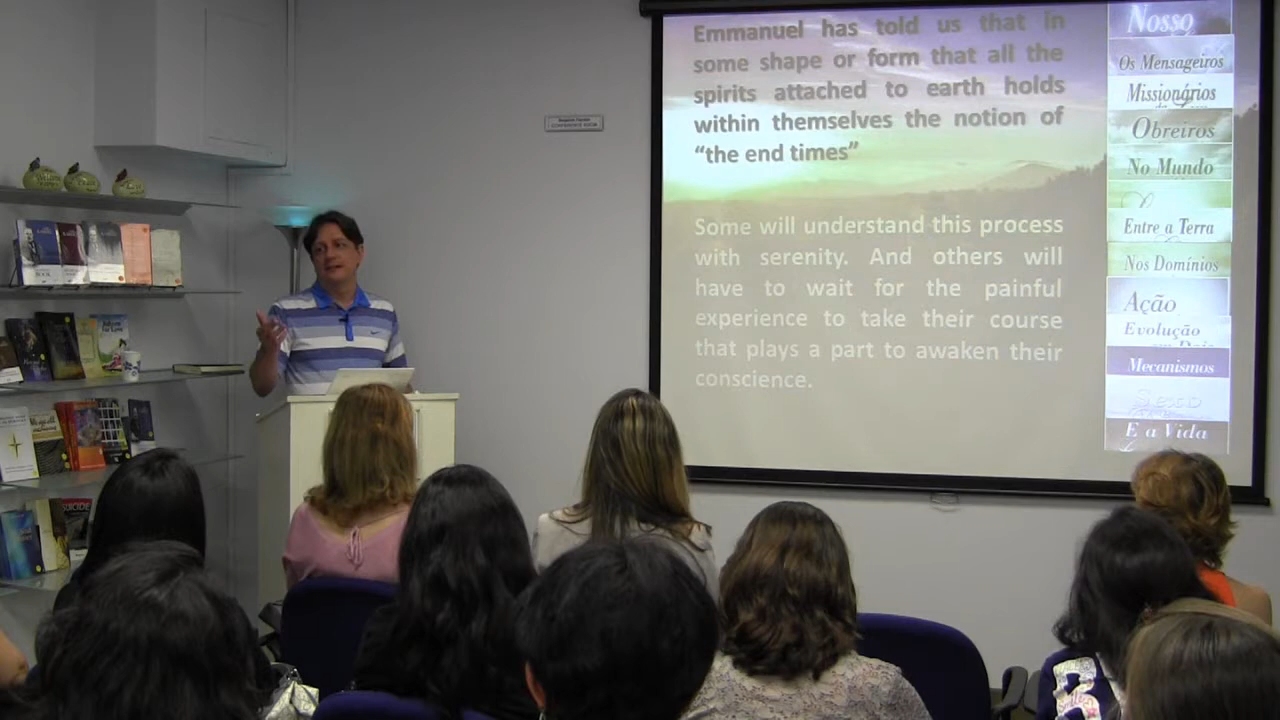 Emmanuel has told us that in
some shape or form that all the
spirits attached to earth holds
within themselves the notion of
“the end times”
Some will understand this process
with serenity. And others will
have to wait for the painful
experience to take their course
that plays a part to awaken their
conscience.
Nosso
Os Mensageiros
Missionários
Obreiros
No Mundo
Entre a Terra
Nos Domínios
Ação
Evolução
Mecanismos
Sexo
E a Vida
CONFERENCE ROOM